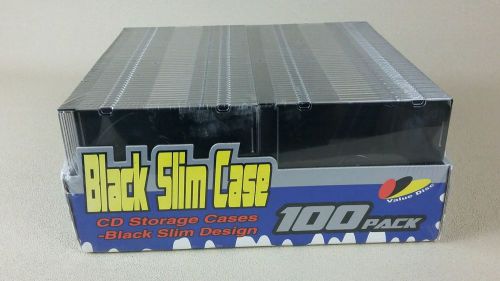 Black Slim Case
CD Storage Cases
-Black Slim Design
100 PACK
Value Disc